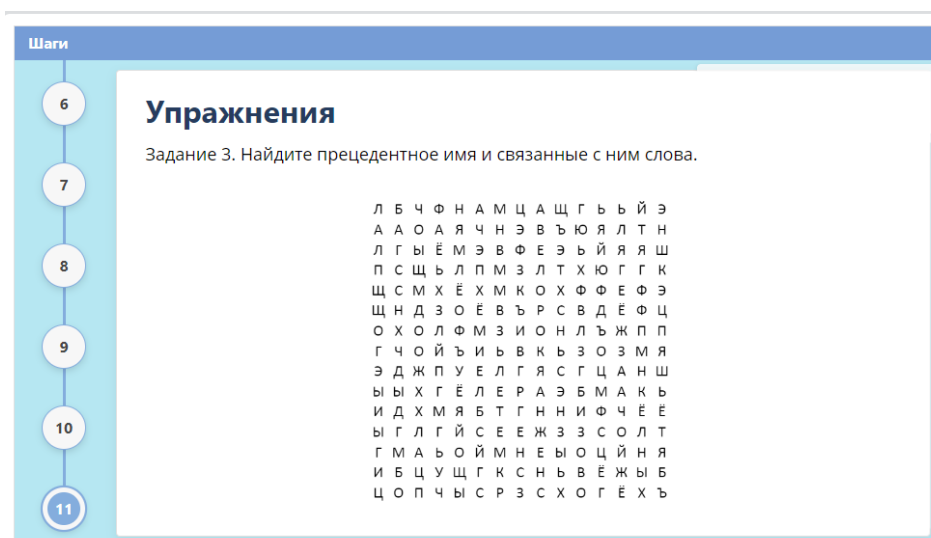 Шаги
6
7
8
9
10
11
Упражнения
Задание 3. Найдите прецедентное имя и связанные с ним слова.
Л Б Ч Ф Н А М Ц А Щ Г Ь Ь Й Э
А А О А Я Ч Н Э В Ъ Ю Я Л Т Н
Л Г Ы Ё М Э В Ф Е Э Ь Й Я Я Ш
П С Щ Ь Л П М З Л Т Х Ю Г Г К
Щ С М Х Ё Х М К О Х Ф Ф Е Ф Э
Щ Н Д З О Ё В Ъ Р С В Д Ё Ф Ц
О Х О Л Ф М З И О Н Л Ъ Ж П П
Г Ч О Й Ъ И Ь В К Ь З О З М Я
Э Д Ж П У Е Л Г Я С Г Ц А Н Ш
Ы Ы Х Г Ё Л Е Р А Э Б М А К Ь
И Д Х М Я Б Т Г Н Н И Ф Ч Ё Ё
Ы Г Л Г Й С Е Е Ж З З С О Л Т
Г М А Ь О Й М Н Е Ы О Ц Й Н Я
И Б Ц У Щ Г К С Н Ь В Ё Ж Ы Б
Ц О П Ч Ы С Р З С Х О Г Ё Х Ъ